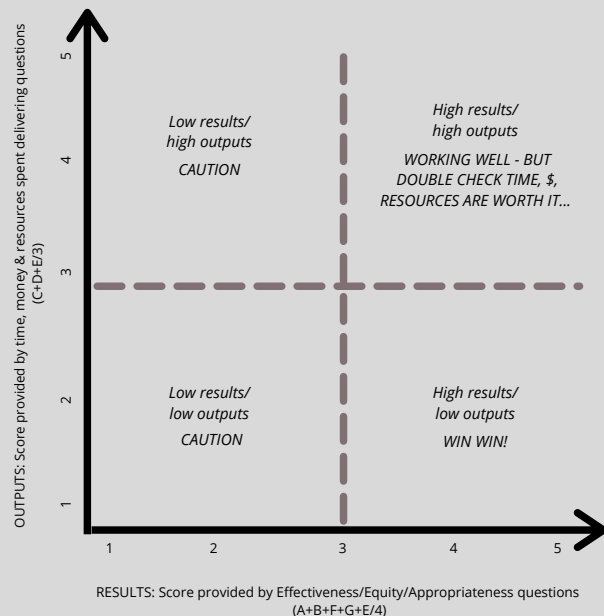 OUTPUTS: Score provided by time, money & resources spent delivering questions
(C+D+E/3)
5
4
3
2
1
Low results/
high outputs
CAUTION
High results/
high outputs
WORKING WELL - BUT
DOUBLE CHECK TIME, $,
RESOURCES ARE WORTH IT...
Low results/
low outputs
CAUTION
High results/
low outputs
WIN WIN!
1
2
3
4
5
RESULTS: Score provided by Effectiveness/Equity/Appropriateness questions
(A+B+F+G+E/4)